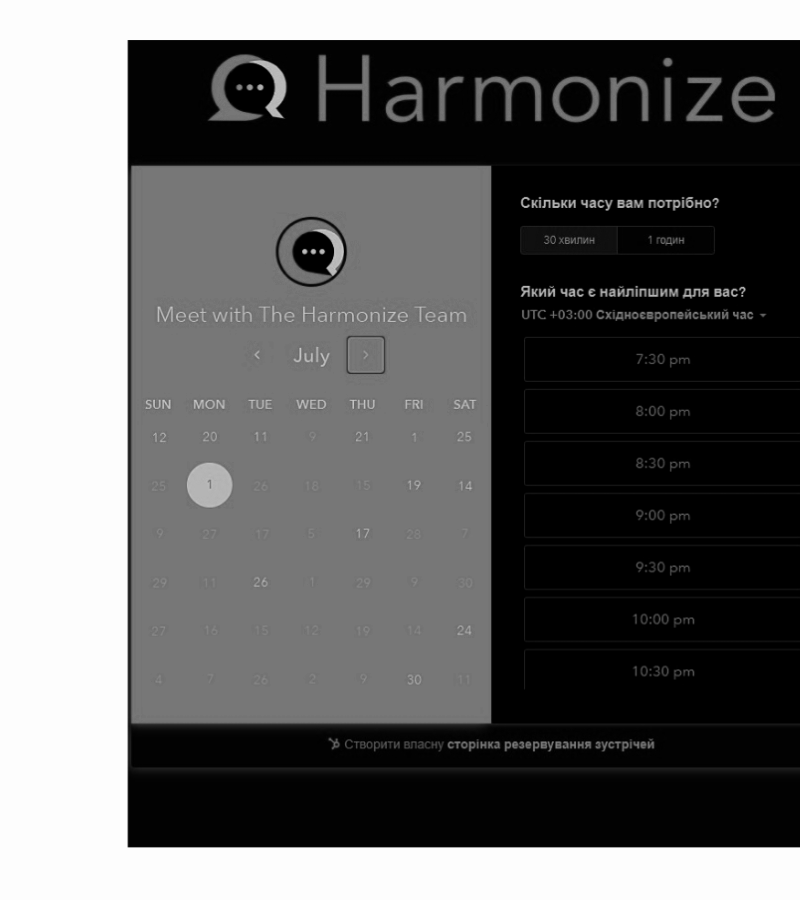 Harmonize
Meet with The Harmonize Team
July
SUN MON TUE WED THU FRI SAT
12 20 11 9 21 1 25
25 1 26 18 15 19 14
9 27 17 5 17 28 7
29 11 26 1 29 9 30
27 16 15 12 19 14 24
4 7 26 2 9 30 11
Скільки часу вам потрібно?
30 хвилин 1 годин
Який час є найліпшим для вас?
UTC +03:00 Східноєвропейський час
7:30 pm
8:00 pm
8:30 pm
9:00 pm
9:30 pm
10:00 pm
10:30 pm
Створити власну сторінка резервування зустрічей